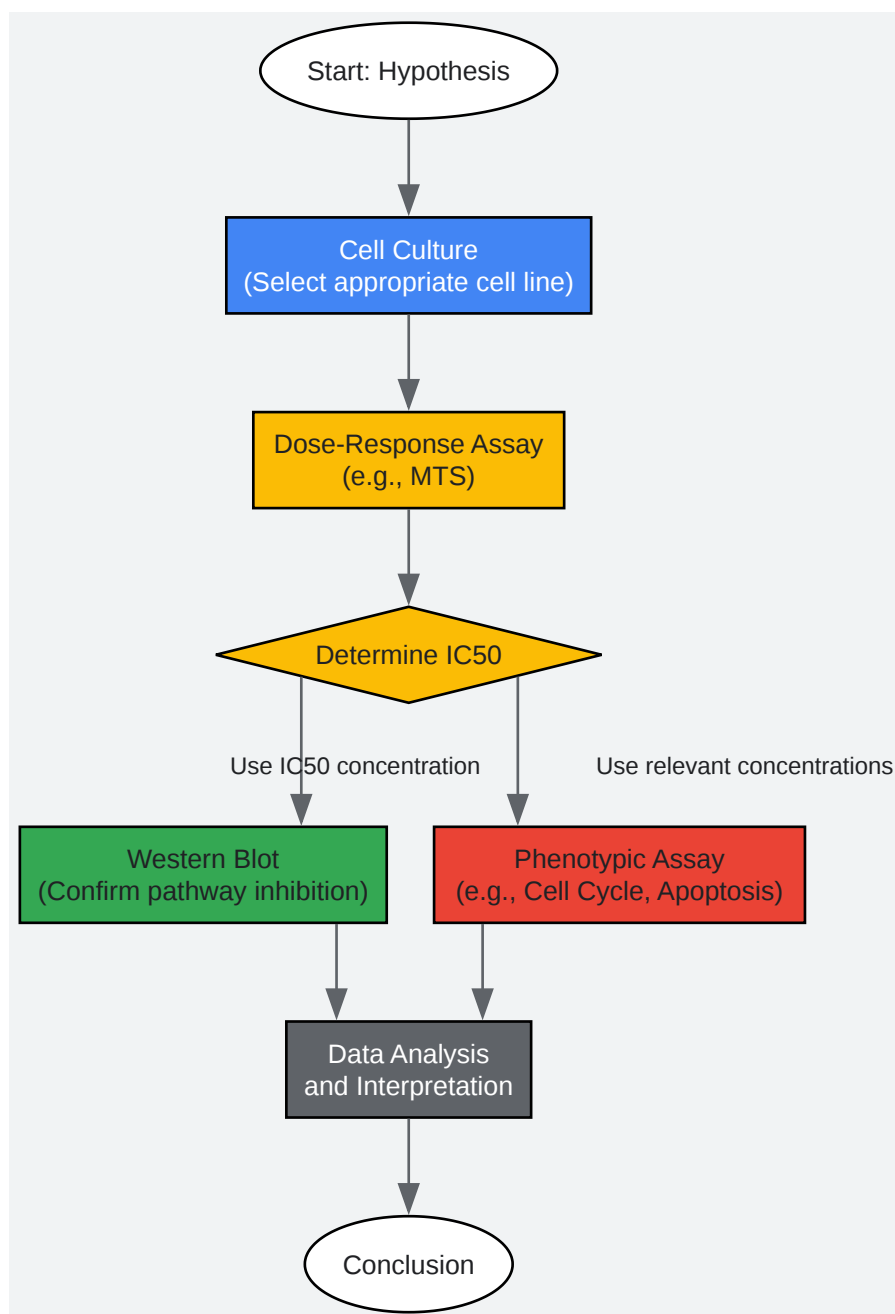 Start: Hypothesis
Cell Culture
(Select appropriate cell line)
Dose-Response Assay
(e.g., MTS)
Determine IC50
Use IC50 concentration
Use relevant concentrations
Western Blot
(Confirm pathway inhibition)
Phenotypic Assay
(e.g., Cell Cycle, Apoptosis)
Data Analysis
and Interpretation
Conclusion